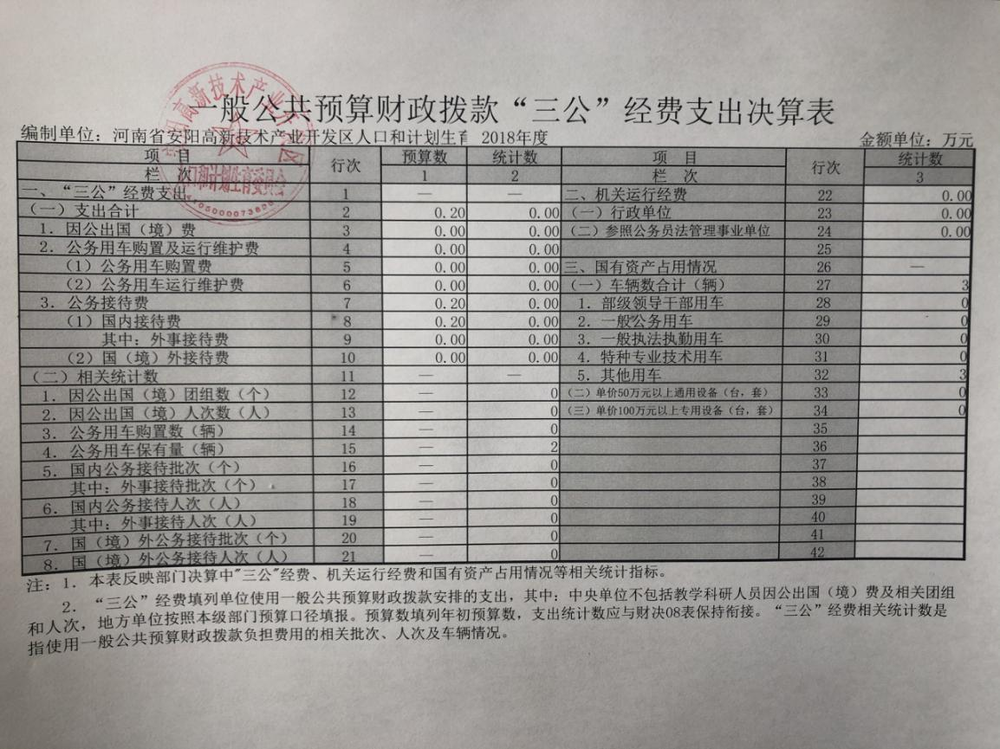 一般公共预算财政拨款“三公”经费支出决算表
编制单位：河南省安阳高新技术产业开发区人口和计划生育 2018年度 金额单位：万元
项 目 行次 预算数 统计数 项 目 行次 统计数
栏 次 1 2 栏 次 3
一、“三公”经费支出 1 — — 二、机关运行经费 22 0.00
（一）支出合计 2 0.20 0.00 （一）行政单位 23 0.00
1．因公出国（境）费 3 0.00 0.00 （二）参照公务员法管理事业单位 24 0.00
2．公务用车购置及运行维护费 4 0.00 0.00 25
（1）公务用车购置费 5 0.00 0.00 三、国有资产占用情况 26 —
（2）公务用车运行维护费 6 0.00 0.00 （一）车辆数合计（辆） 27 3
3．公务接待费 7 0.20 0.00 1．部级领导干部用车 28 0
（1）国内接待费 8 0.20 0.00 2．一般公务用车 29 0
其中：外事接待费 9 0.00 0.00 3．一般执法执勤用车 30 0
（2）国（境）外接待费 10 0.00 0.00 4．特种专业技术用车 31 0
（二）相关统计数 11 — — 5．其他用车 32 3
1．因公出国（境）团组数（个） 12 — 0 （二）单价50万元以上通用设备（台，套） 33 0
2．因公出国（境）人次数（人） 13 — 0 （三）单价100万元以上专用设备（台，套） 34 0
3．公务用车购置数（辆） 14 — 0 35
4．公务用车保有量（辆） 15 — 2 36
5．国内公务接待批次（个） 16 — 0 37
其中：外事接待批次（个） 17 — 0 38
6．国内公务接待人次（人） 18 — 0 39
其中：外事接待人次（人） 19 — 0 40
7．国（境）外公务接待批次（个） 20 — 0 41
8．国（境）外公务接待人次（人） 21 — 0 42
注：1．本表反映部门决算中"三公"经费、机关运行经费和国有资产占用情况等相关统计指标。
2．“三公”经费填列单位使用一般公共预算财政拨款安排的支出，其中：中央单位不包括教学科研人员因公出国（境）费及相关团组
和人次，地方单位按照本级部门预算口径填报。预算数填列年初预算数，支出统计数应与财决08表保持衔接。“三公”经费相关统计数是
指使用一般公共预算财政拨款负担费用的相关批次、人次及车辆情况。